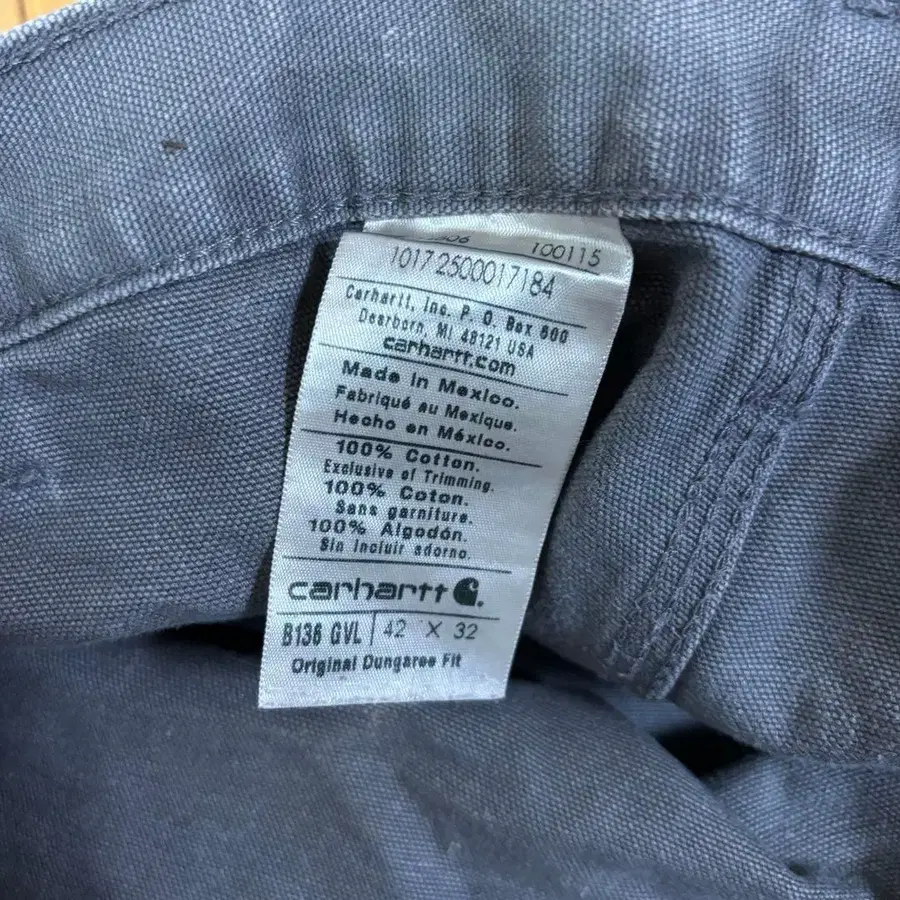 100115
1017 2500017184
Carhartt, Inc. P. O. Box 600
Dearborn, MI 48121 USA
carhartt.com
Made in Mexico.
Fabriqué au Mexique.
Hecho en México.
100% Cotton.
Exclusive of Trimming.
100% Coton.
Sans garniture.
100% Algodón.
Sin incluir adorno.
carhartt
B136 GVL 42 X 32
Original Dungaree Fit